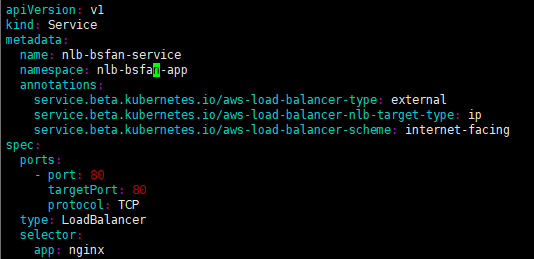 apiVersion: v1
kind: Service
metadata:
  name: nlb-bsfan-service
  namespace: nlb-bsfan-app
  annotations:
    service.beta.kubernetes.io/aws-load-balancer-type: external
    service.beta.kubernetes.io/aws-load-balancer-nlb-target-type: ip
    service.beta.kubernetes.io/aws-load-balancer-scheme: internet-facing
spec:
  ports:
    - port: 80
      targetPort: 80
      protocol: TCP
  type: LoadBalancer
  selector:
    app: nginx